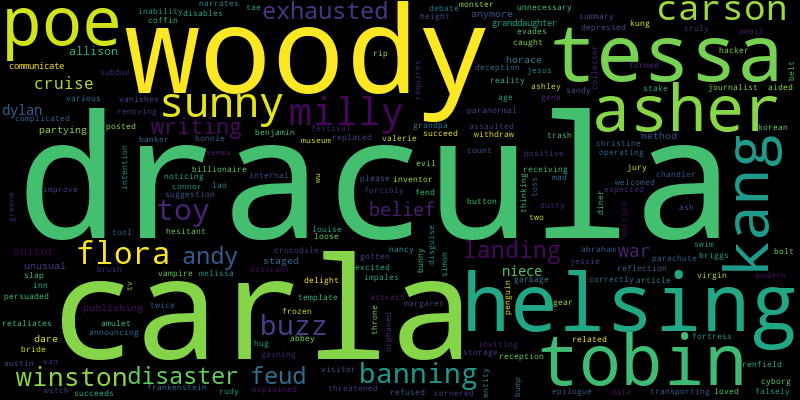 inability disables narrates tae exhausted debate monster unnecessary carson
poe coffin height anymore granddaughter summary
allison woody rip evades depressed kung truly await
communicate caught tessa
subdue horace hacker
cruise various vanishes requires deception jesus collector formed
sunny milly reality ashley sandy journalist aided belt
dylan removing age gene stake asher
complicated writing festival grandpa assaulted paranormal
partying posted benjamin replaced valerie succeed withdraw trash method korean
banker bonnie museum christine operating
intention seems evil count positive jury chandler
noticing billionaire wu please inventor receiving welcomed kang
dracula
improve connor lao internal forcibly fend thinking toss mad expected
suggestion toy belief button dusty diner ash
greene tool hesitant louise two worried
loose disguise
suitor flora andy crocodile nancy landing abraham war swim bolt
unusual staged gotten bunny simon jessie parachute briggs
slap brush vampire melissa excited niece reflection virgin modern
inn tv distract impales garbage correctly article
persuaded carla delight penguin helsing
publishing twice frozen template attract margaret gear
retaliates amulet buzz throne orphaned related fortress
dare announcing hug abbey inviting tobin
bride gaining storage reception renfield
austin van winston disaster feud visitor banning entity cyborg
witch frankenstein rudy explained threatened refused cornered bump epilogue dale transporting loved falsely
succeeds